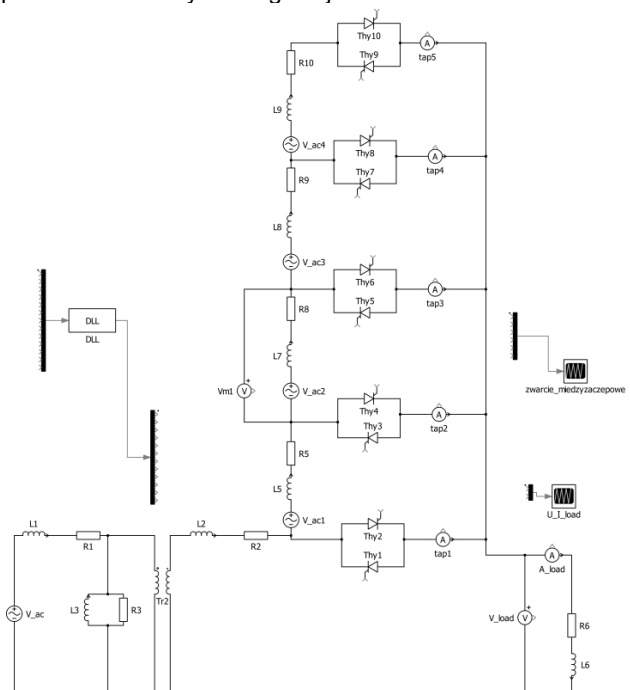 Thy10
R10
A
Thy9
tap5
L9
V_ac4
Thy8
A
R9
Thy7
tap4
L8
V_ac3
Thy6
A
R8
Thy5
tap3
DLL
DLL
L7
zwarcie_miedzyzaczepowe
Vm1
V
V_ac2
Thy4
A
Thy3
tap2
R5
L5
U_I_load
V_ac1
L1
L2
Thy2
A
R1
R2
Thy1
tap1
A
A_load
V_ac
L3
R3
Tr2
V_load
V
R6
L6